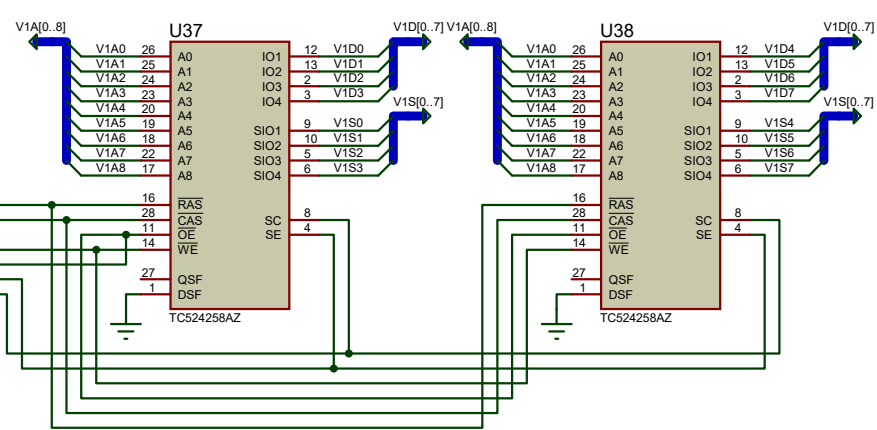 V1A[0..8] U37 V1D[0..7] V1A[0..8] U38 V1D[0..7]
V1A0 26 A0 IO1 12 V1D0 V1A0 26 A0 IO1 12 V1D4
V1A1 25 A1 IO2 13 V1D1 V1A1 25 A1 IO2 13 V1D5
V1A2 24 A2 IO3 2 V1D2 V1A2 24 A2 IO3 2 V1D6
V1A3 23 A3 IO4 3 V1D3 V1A3 23 A3 IO4 3 V1D7
V1A4 20 A4 V1S[0..7] V1A4 20 A4 V1S[0..7]
V1A5 19 A5 SIO1 9 V1S0 V1A5 19 A5 SIO1 9 V1S4
V1A6 18 A6 SIO2 10 V1S1 V1A6 18 A6 SIO2 10 V1S5
V1A7 22 A7 SIO3 5 V1S2 V1A7 22 A7 SIO3 5 V1S6
V1A8 17 A8 SIO4 6 V1S3 V1A8 17 A8 SIO4 6 V1S7
16 RAS 16 RAS
28 CAS SC 8 28 CAS SC 8
11 OE SE 4 11 OE SE 4
14 WE 14 WE
27 QSF 27 QSF
1 DSF 1 DSF
TC524258AZ TC524258AZ